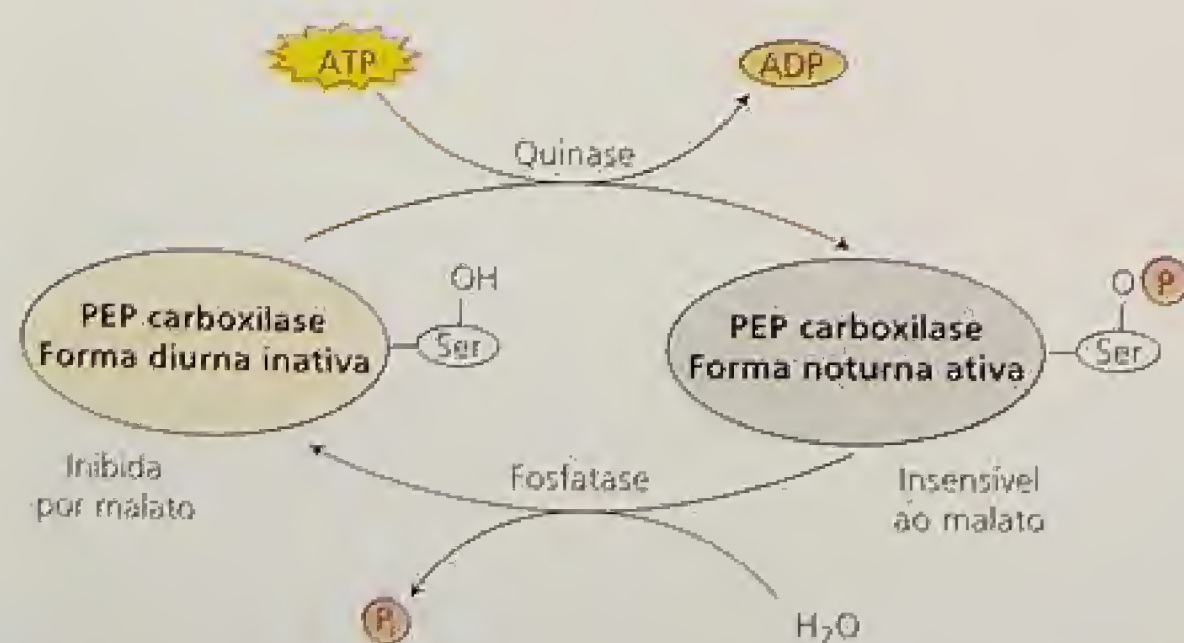 ATP
ADP
Quinase
PEP carboxilase
Forma diurna inativa
OH
Ser
PEP carboxilase
Forma noturna ativa
O P
Ser
Inibida
por malato
Fosfatase
Insensível
ao malato
Pi
H₂O